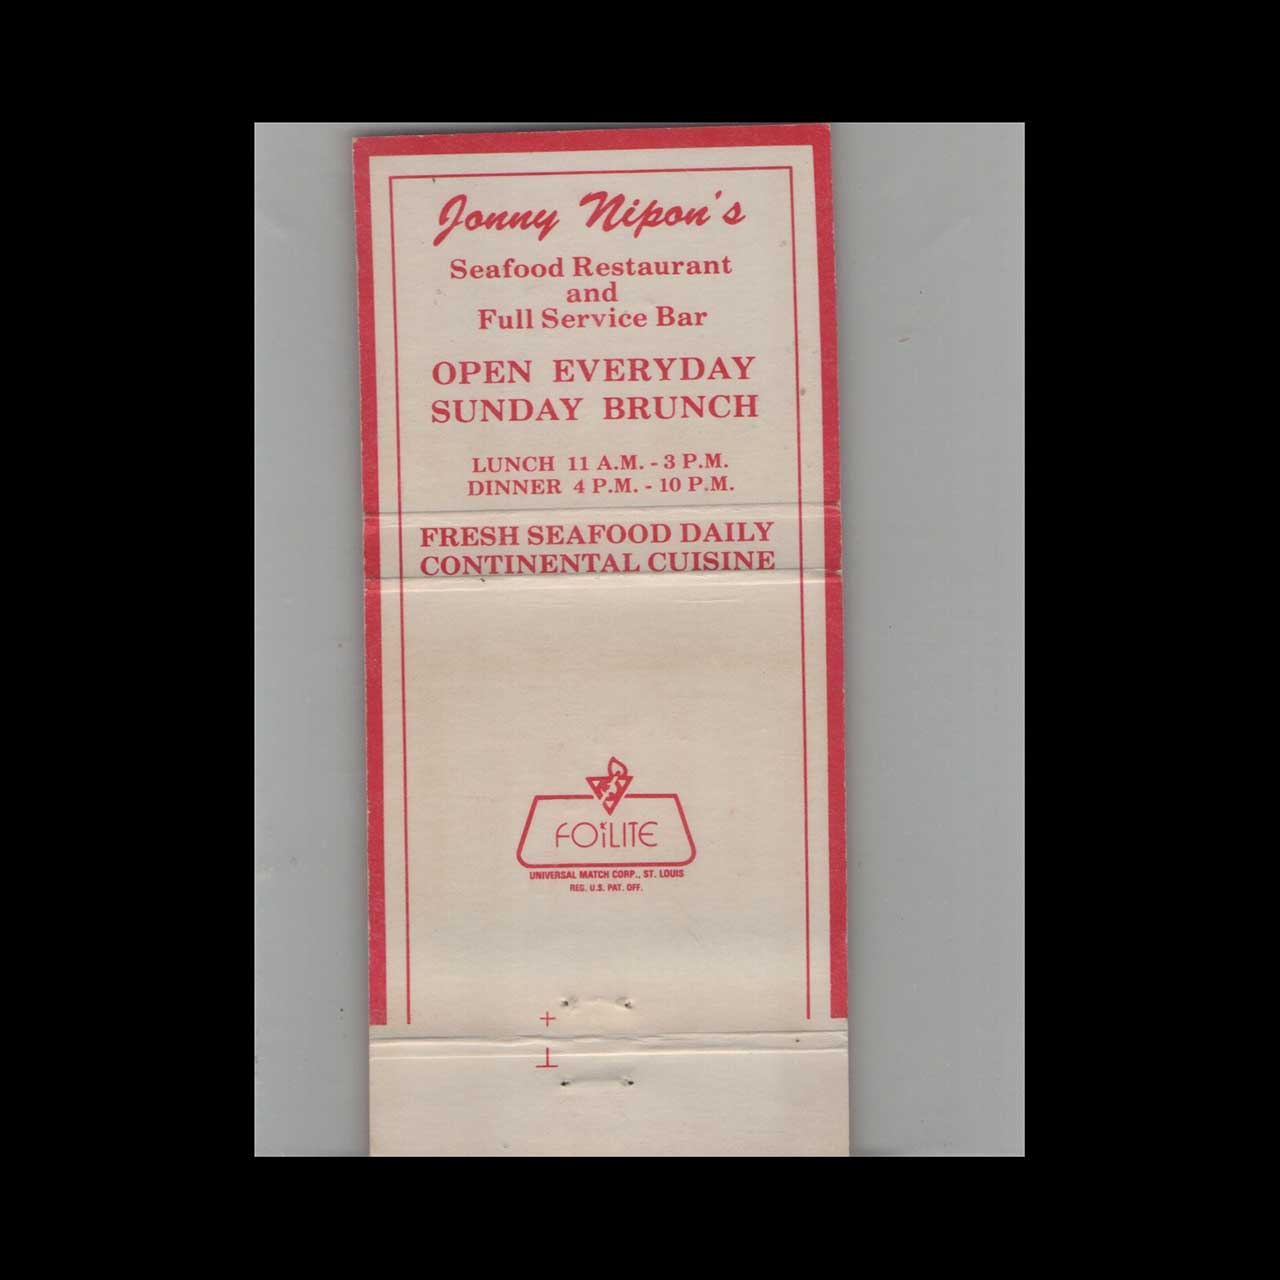 Jonny Nipon's
Seafood Restaurant
and
Full Service Bar
OPEN EVERYDAY
SUNDAY BRUNCH
LUNCH 11 A.M. - 3 P.M.
DINNER 4 P.M. - 10 P.M.
FRESH SEAFOOD DAILY
CONTINENTAL CUISINE
FOiLITE
UNIVERSAL MATCH CORP., ST. LOUIS
REG. U.S. PAT. OFF.